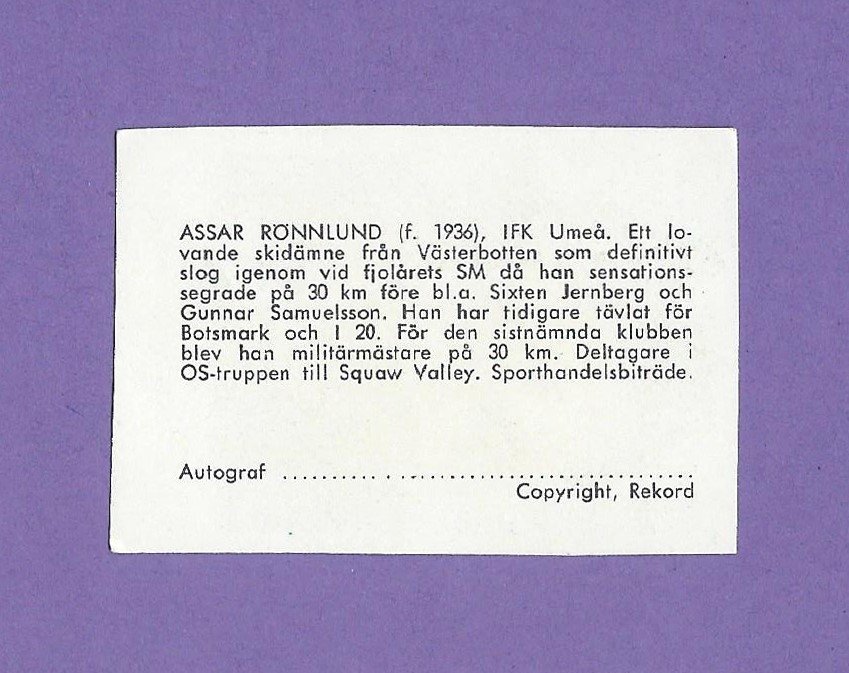 ASSAR RÖNNLUND (f. 1936), IFK Umeå. Ett lo-
vande skidämne från Västerbotten som definitivt
slog igenom vid fjolårets SM då han sensations-
segrade på 30 km före bl.a. Sixten Jernberg och
Gunnar Samuelsson. Han har tidigare tävlat för
Botsmark och I 20. För den sistnämnda klubben
blev han militärmästare på 30 km. Deltagare i
OS-truppen till Squaw Valley. Sporthandelsbiträde.
Autograf ..........................................
Copyright, Rekord